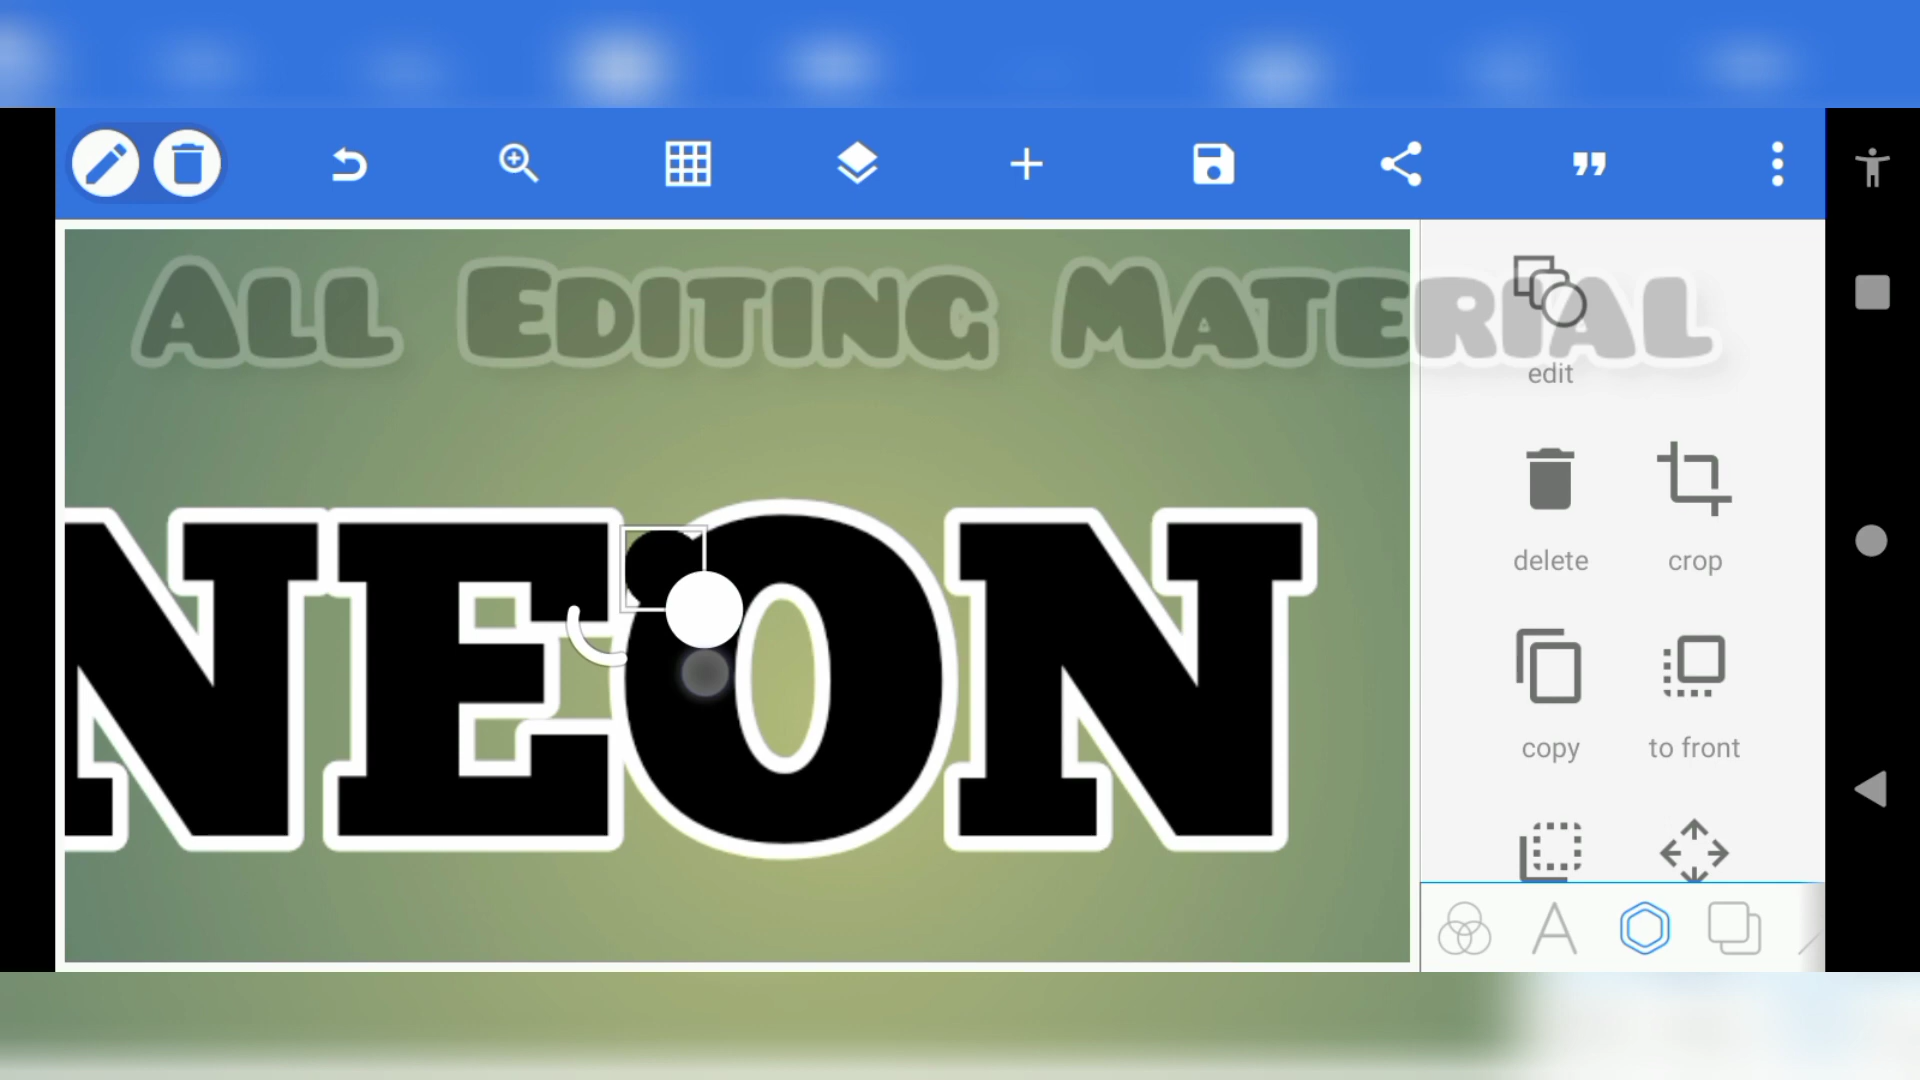 All Editing Material
edit
NEON
delete crop
copy to front